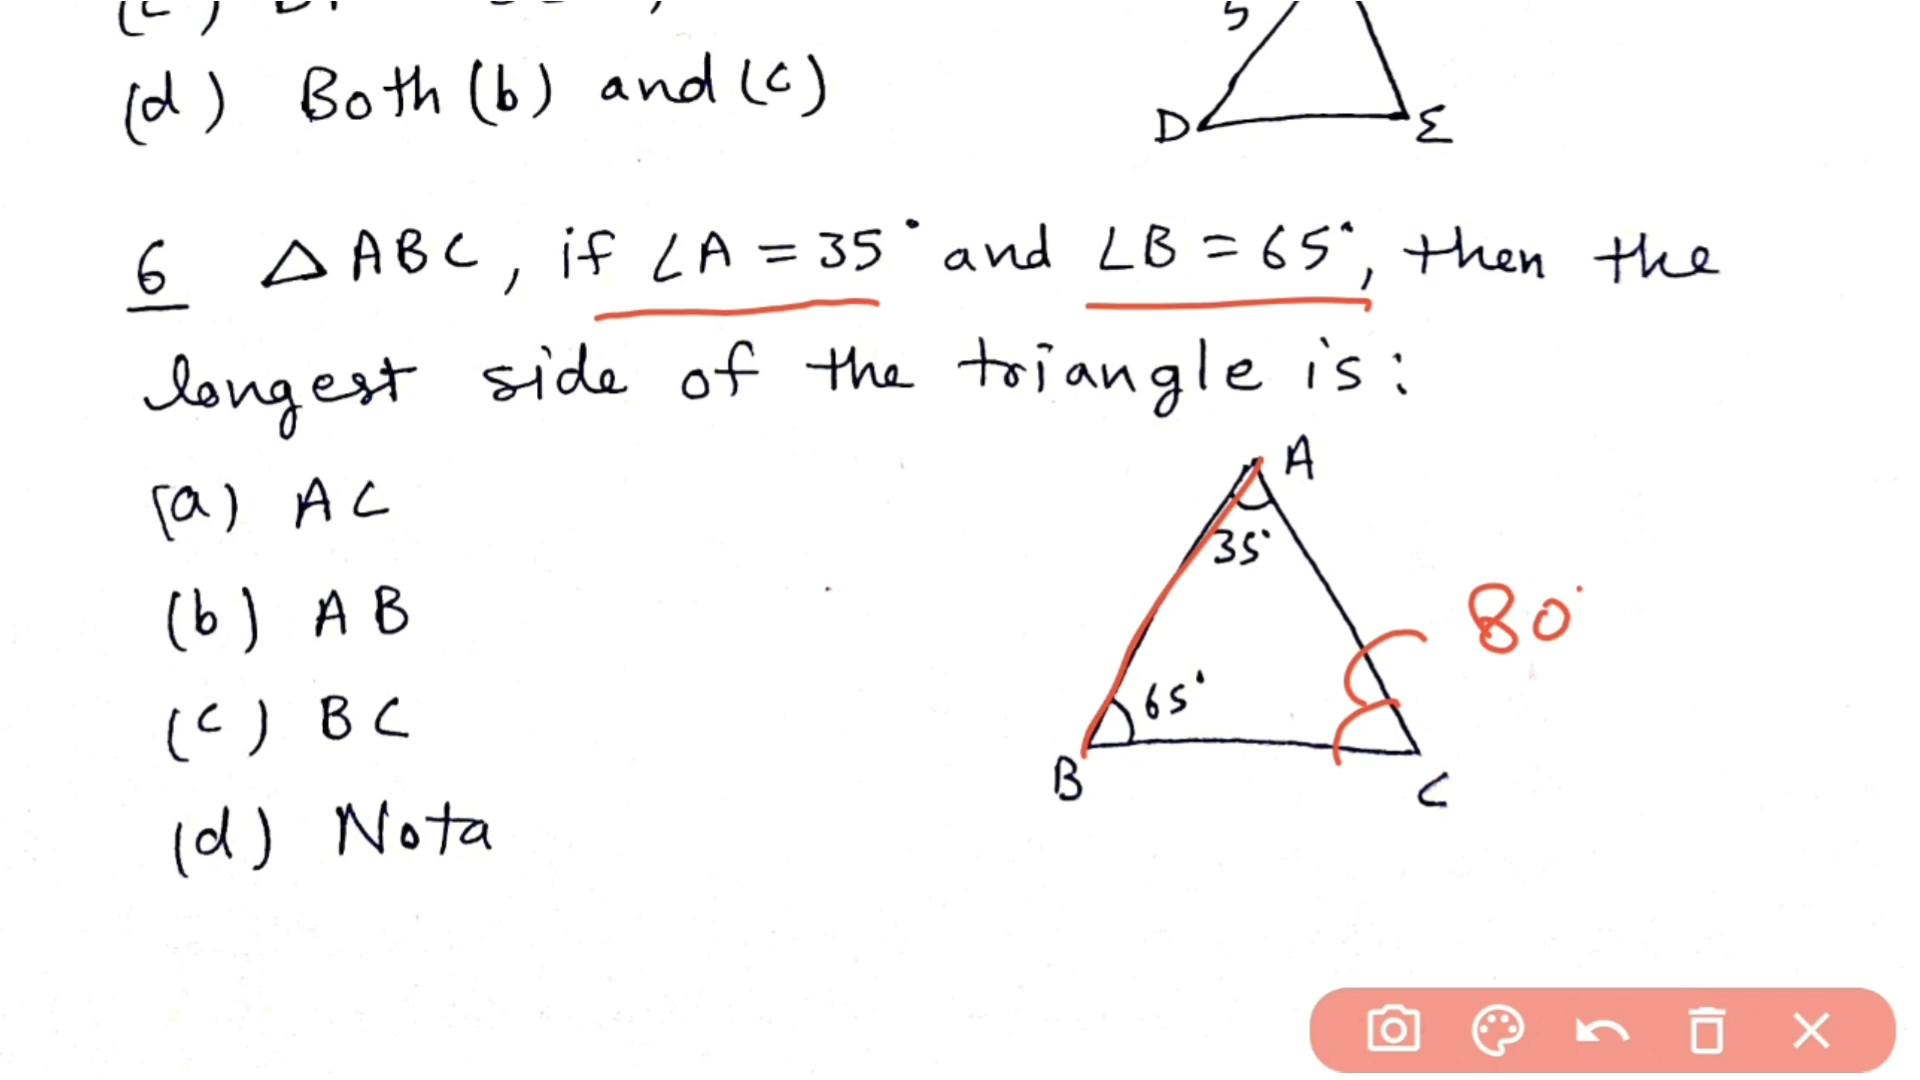 (d) Both (b) and (c)
D E
6 △ABC, if ∠A = 35° and ∠B = 65°, then the
longest side of the triangle is:
(a) AC
(b) AB
(c) BC
(d) Nota
A
35°
80°
65°
B
C